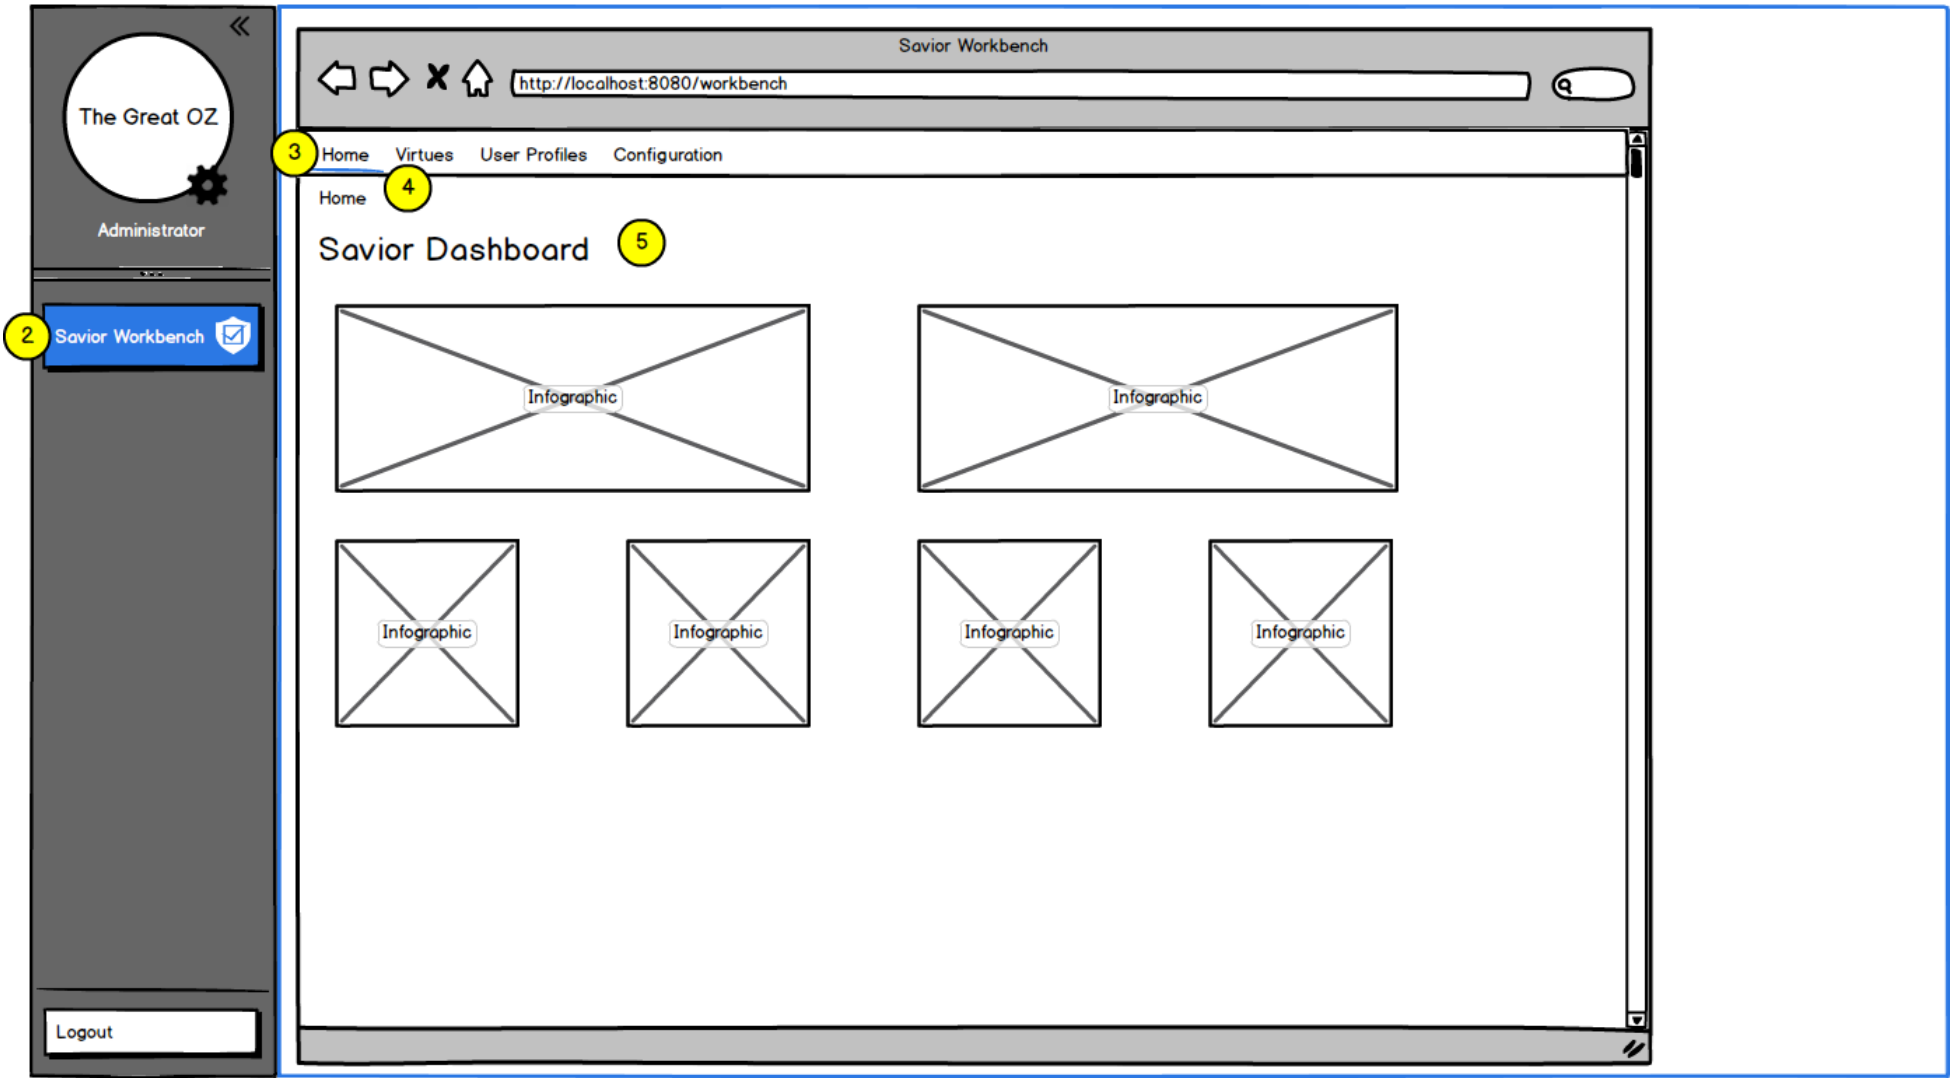 The Great OZ
Administrator
2
Savior Workbench
Logout
Savior Workbench
http://localhost:8080/workbench
3
Home Virtues User Profiles Configuration
4
Home
Savior Dashboard
5
Infographic Infographic
Infographic Infographic Infographic Infographic